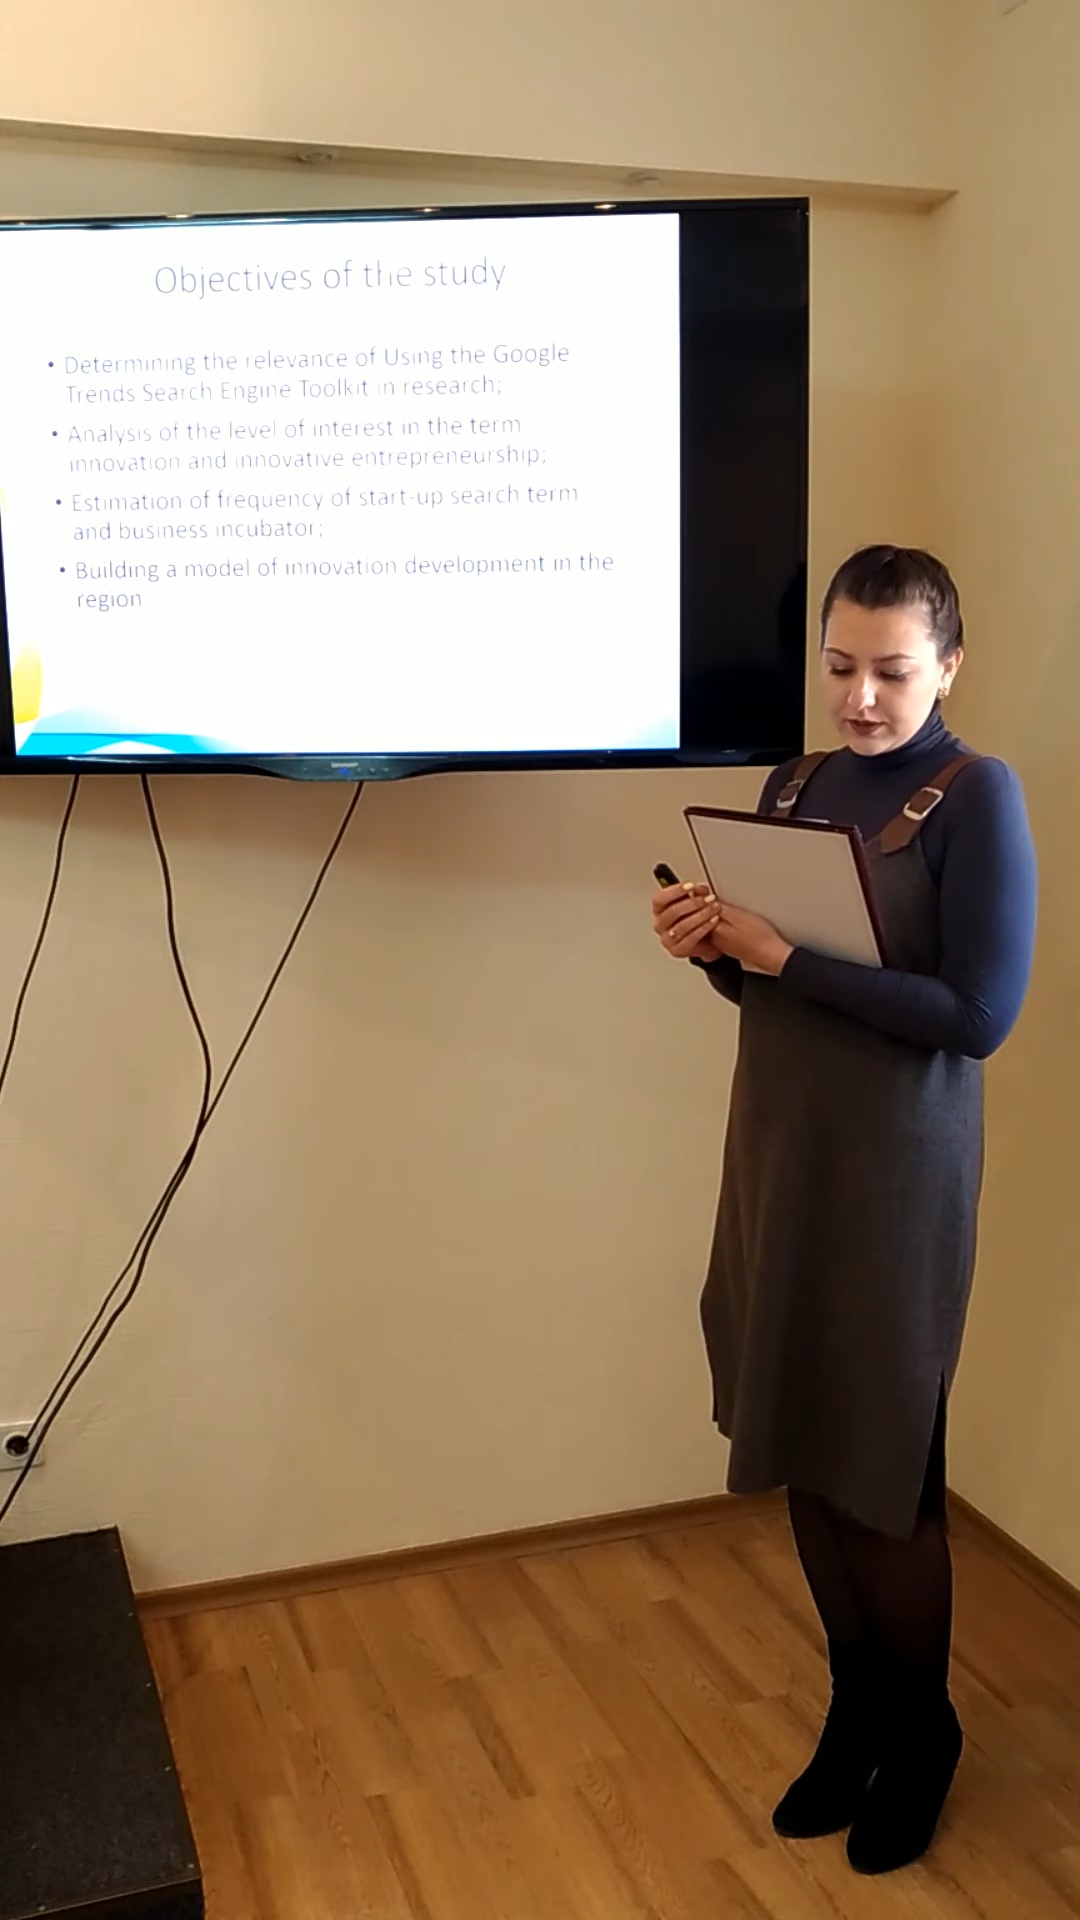 Objectives of the study
• Determining the relevance of Using the Google
Trends Search Engine Toolkit in research;
• Analysis of the level of interest in the term
innovation and innovative entrepreneurship;
• Estimation of frequency of start-up search term
and business incubator;
• Building a model of innovation development in the
region
SHARP